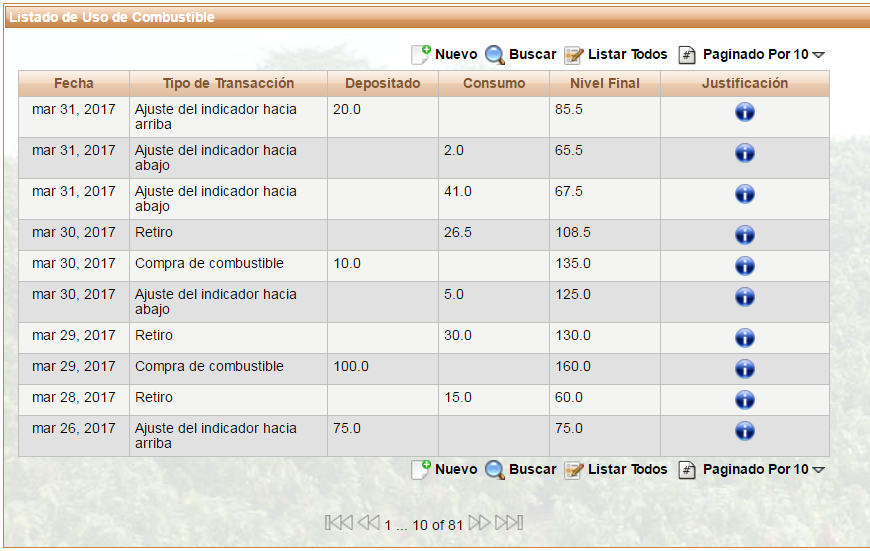 Listado de Uso de Combustible
Nuevo Buscar Listar Todos # Paginado Por 10
Fecha Tipo de Transacción Depositado Consumo Nivel Final Justificación
mar 31, 2017 Ajuste del indicador hacia arriba 20.0 85.5
mar 31, 2017 Ajuste del indicador hacia abajo 2.0 65.5
mar 31, 2017 Ajuste del indicador hacia abajo 41.0 67.5
mar 30, 2017 Retiro 26.5 108.5
mar 30, 2017 Compra de combustible 10.0 135.0
mar 30, 2017 Ajuste del indicador hacia abajo 5.0 125.0
mar 29, 2017 Retiro 30.0 130.0
mar 29, 2017 Compra de combustible 100.0 160.0
mar 28, 2017 Retiro 15.0 60.0
mar 26, 2017 Ajuste del indicador hacia arriba 75.0 75.0
Nuevo Buscar Listar Todos # Paginado Por 10
1 ... 10 of 81